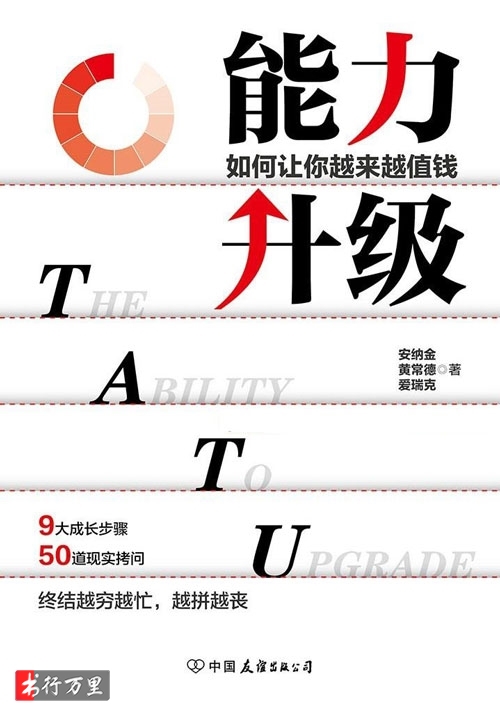 能力
如何让你越来越值钱
升级
THE
ABILITY
TO
UPGRADE
安纳金
黄常德◎著
爱瑞克
9大成长步骤
50道现实拷问
终结越穷越忙，越拼越丧
中国友谊出版公司
书行万里